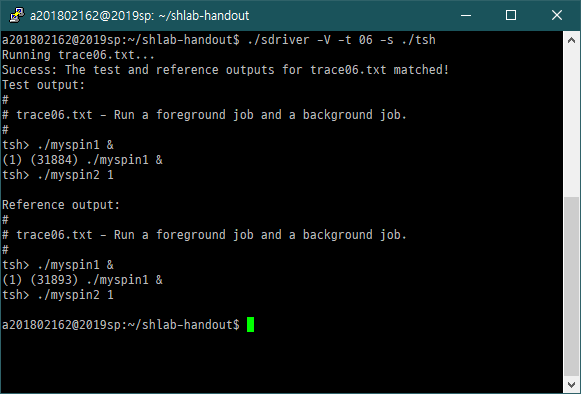 a201802162@2019sp: ~/shlab-handout
a201802162@2019sp:~/shlab-handout$ ./sdriver -V -t 06 -s ./tsh
Running trace06.txt...
Success: The test and reference outputs for trace06.txt matched!
Test output:
#
# trace06.txt - Run a foreground job and a background job.
#
tsh> ./myspin1 &
(1) (31884) ./myspin1 &
tsh> ./myspin2 1
Reference output:
#
# trace06.txt - Run a foreground job and a background job.
#
tsh> ./myspin1 &
(1) (31893) ./myspin1 &
tsh> ./myspin2 1
a201802162@2019sp:~/shlab-handout$